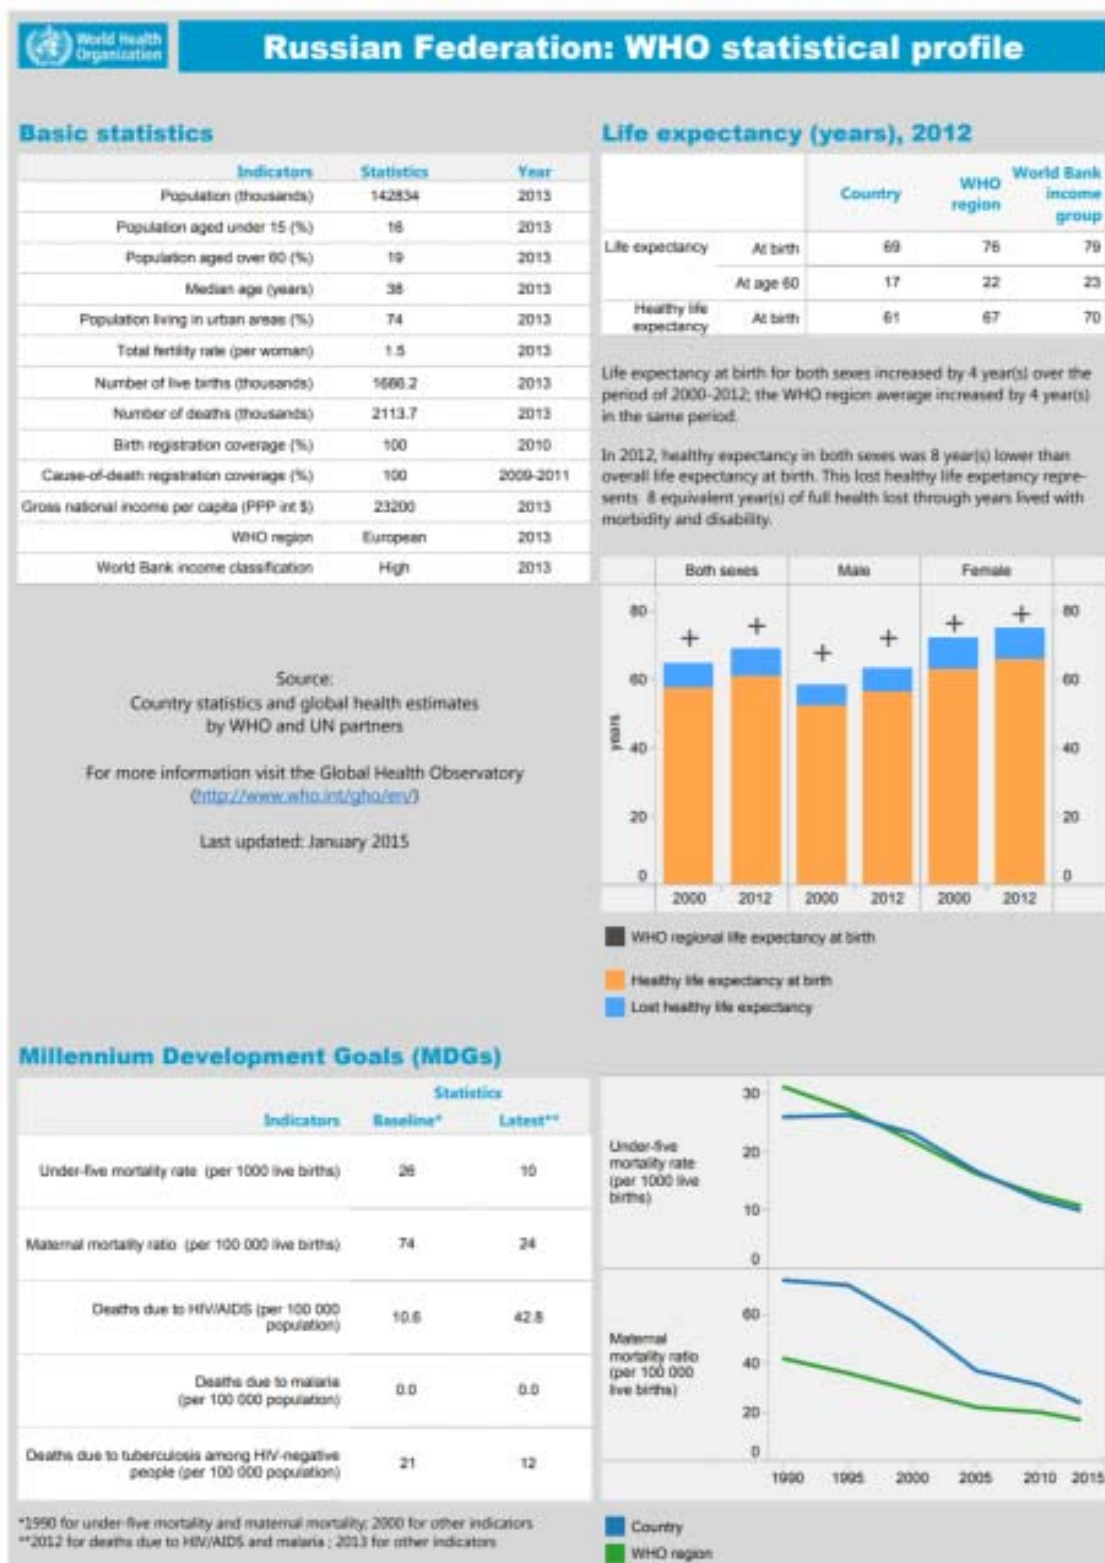 World Health
Organization
Russian Federation: WHO statistical profile
Basic statistics
Indicators Statistics Year
Population (thousands) 142834 2013
Population aged under 15 (%) 16 2013
Population aged over 60 (%) 19 2013
Median age (years) 38 2013
Population living in urban areas (%) 74 2013
Total fertility rate (per woman) 1.5 2013
Number of live births (thousands) 1686.2 2013
Number of deaths (thousands) 2113.7 2013
Birth registration coverage (%) 100 2010
Cause-of-death registration coverage (%) 100 2009-2011
Gross national income per capita (PPP int $) 23200 2013
WHO region European 2013
World Bank income classification High 2013
Source:
Country statistics and global health estimates
by WHO and UN partners
For more information visit the Global Health Observatory
(http://www.who.int/gho/en/)
Last updated: January 2015
Life expectancy (years), 2012
Country WHO region World Bank income group
Life expectancy At birth 69 76 79
At age 60 17 22 23
Healthy life expectancy At birth 61 67 70
Life expectancy at birth for both sexes increased by 4 year(s) over the
period of 2000-2012; the WHO region average increased by 4 year(s)
in the same period.
In 2012, healthy expectancy in both sexes was 8 year(s) lower than
overall life expectancy at birth. This lost healthy life expetancy repre-
sents 8 equivalent year(s) of full health lost through years lived with
morbidity and disability.
Both sexes Male Female
80 80
60 60
years
40 40
20 20
0 0
2000 2012 2000 2012 2000 2012
WHO regional life expectancy at birth
Healthy life expectancy at birth
Lost healthy life expectancy
Millennium Development Goals (MDGs)
Statistics
Indicators Baseline* Latest**
Under-five mortality rate (per 1000 live births) 26 10
Maternal mortality ratio (per 100 000 live births) 74 24
Deaths due to HIV/AIDS (per 100 000
population) 10.6 42.8
Deaths due to malaria
(per 100 000 population) 0.0 0.0
Deaths due to tuberculosis among HIV-negative
people (per 100 000 population) 21 12
*1990 for under-five mortality and maternal mortality; 2000 for other indicators
**2012 for deaths due to HIV/AIDS and malaria ; 2013 for other indicators
Under-five
mortality rate
(per 1000 live
births)
30
20
10
0
Maternal
mortality ratio
(per 100 000
live births)
60
40
20
0
1990 1995 2000 2005 2010 2015
Country
WHO region